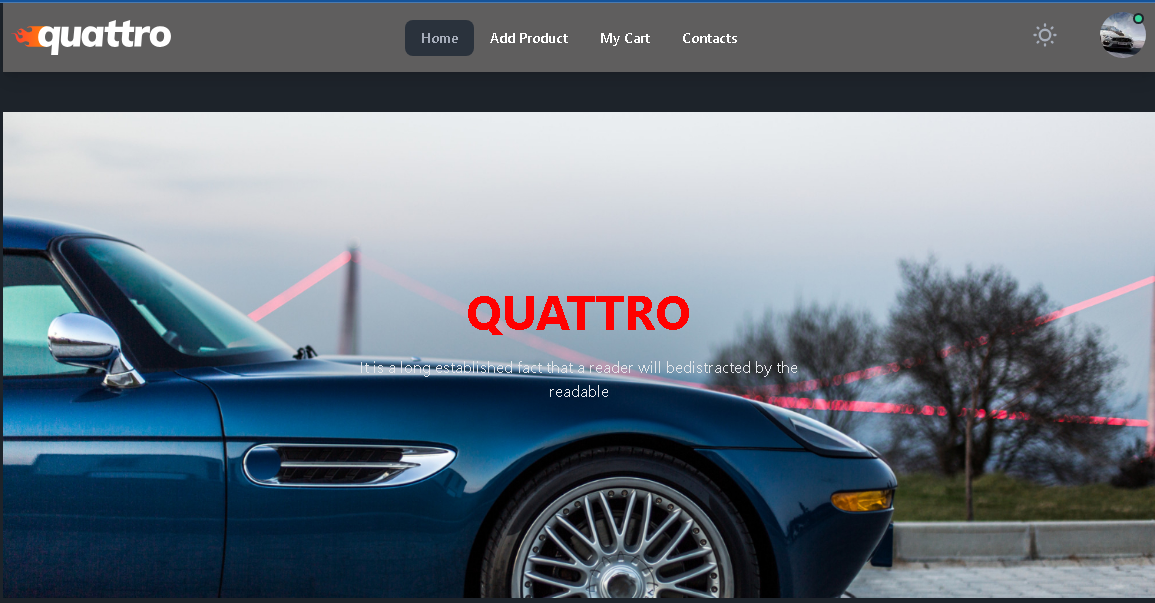 quattro
Home Add Product My Cart Contacts
QUATTRO
It is a long established fact that a reader will bedistracted by the
readable